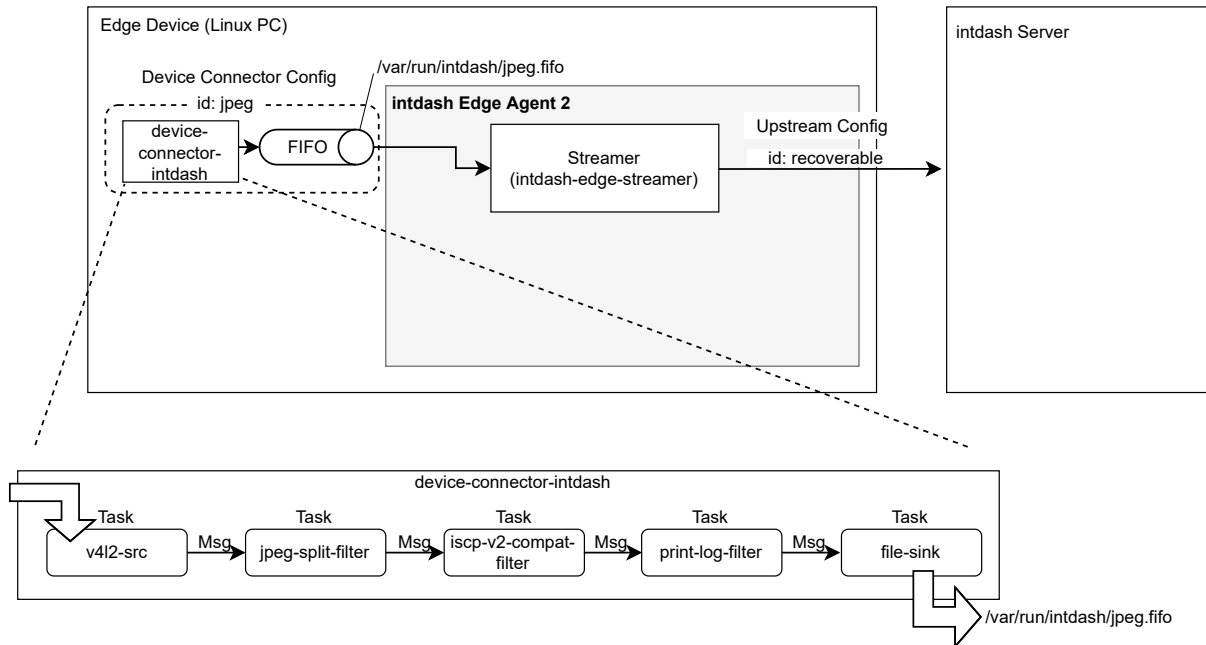 Edge Device (Linux PC)
intdash Server
/var/run/intdash/jpeg.fifo
Device Connector Config
id: jpeg
intdash Edge Agent 2
device-
connector-
intdash
FIFO
Streamer
(intdash-edge-streamer)
Upstream Config
id: recoverable
device-connector-intdash
Task
Task
Task
Task
Task
v4l2-src
Msg
jpeg-split-filter
Msg
iscp-v2-compat-
filter
Msg
print-log-filter
Msg
file-sink
/var/run/intdash/jpeg.fifo